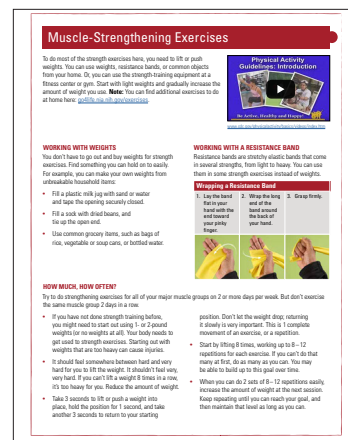 Muscle-Strengthening Exercises
To do most of the strength exercises here, you need to lift or push
weights. You can use weights, resistance bands, or common objects
from your home. Or, you can use the strength-training equipment at a
fitness center or gym. Start with light weights and gradually increase the
amount of weight you use. Note: You can find additional exercises to do
at home here: go4life.nia.nih.gov/exercises.
Physical Activity
Guidelines: Introduction
Be Active, Healthy and Happy!
WORKING WITH WEIGHTS
You don't have to go out and buy weights for strength
exercises. Find something you can hold on to easily.
For example, you can make your own weights from
unbreakable household items:
• Fill a plastic milk jug with sand or water
and tape the opening securely closed.
• Fill a sock with dried beans, and
tie up the open end.
• Use common grocery items, such as bags of
rice, vegetable or soup cans, or bottled water.
WORKING WITH A RESISTANCE BAND
Resistance bands are stretchy elastic bands that come
in several strengths, from light to heavy. You can use
them in some strength exercises instead of weights.
Wrapping a Resistance Band
1. Lay the band
flat in your
hand with the
end toward
your pinky
finger.
2. Wrap the long
end of the
band around
the back of
your hand.
3. Grasp firmly.
HOW MUCH, HOW OFTEN?
Try to do strengthening exercises for all of your major muscle groups on 2 or more days per week. But don't exercise
the same muscle group 2 days in a row.
• If you have not done strength training before,
you might need to start out using 1- or 2-pound
weights (or no weights at all). Your body needs to
get used to strength exercises. Starting out with
weights that are too heavy can cause injuries.
• It should feel somewhere between hard and very
hard for you to lift the weight. It shouldn't feel very,
very hard. If you can't lift a weight 8 times in a row,
it's too heavy for you. Reduce the amount of weight.
• Take 3 seconds to lift or push a weight into
place, hold the position for 1 second, and take
another 3 seconds to return to your starting
position. Don't let the weight drop; returning
it slowly is very important. This is 1 complete
movement of an exercise, or a repetition.
• Start by lifting 8 times, working up to 8–12
repetitions for each exercise. If you can't do that
many at first, do as many as you can. You may
be able to build up to this goal over time.
• When you can do 2 sets of 8–12 repetitions easily,
increase the amount of weight at the next session.
Keep repeating until you can reach your goal, and
then maintain that level as long as you can.